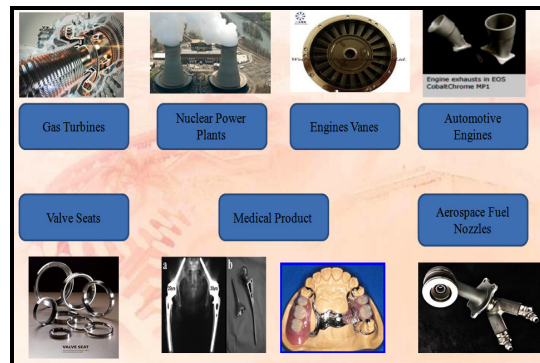 Engine exhausts in EOS
CobaltChrome MP1
Gas Turbines
Nuclear Power
Plants
Engines Vanes
Automotive
Engines
Valve Seats
Medical Product
Aerospace Fuel
Nozzles
a
b
VALVE SEAT